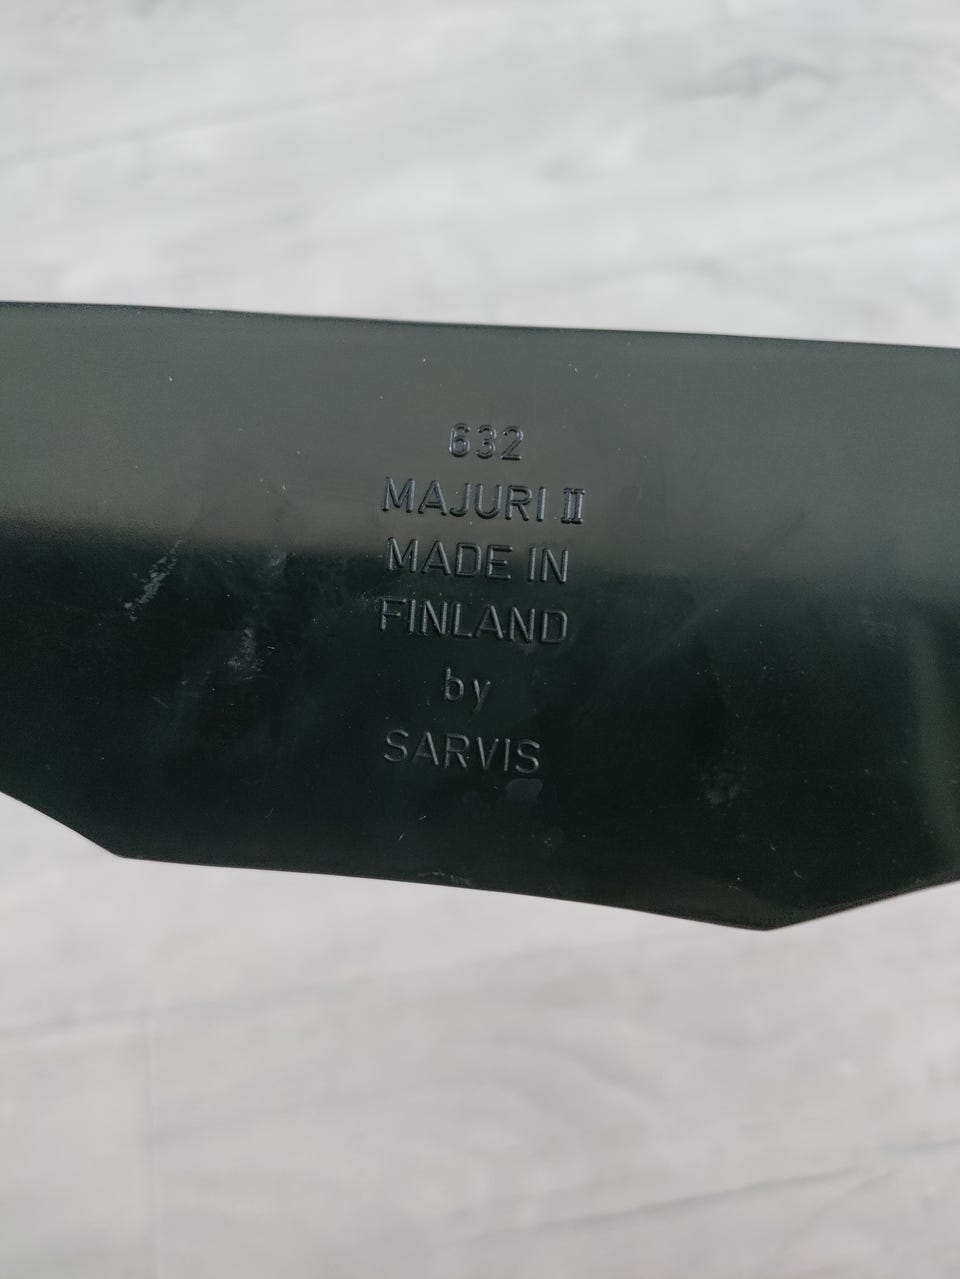 632
MAJURI II
MADE IN
FINLAND
by
SARVIS